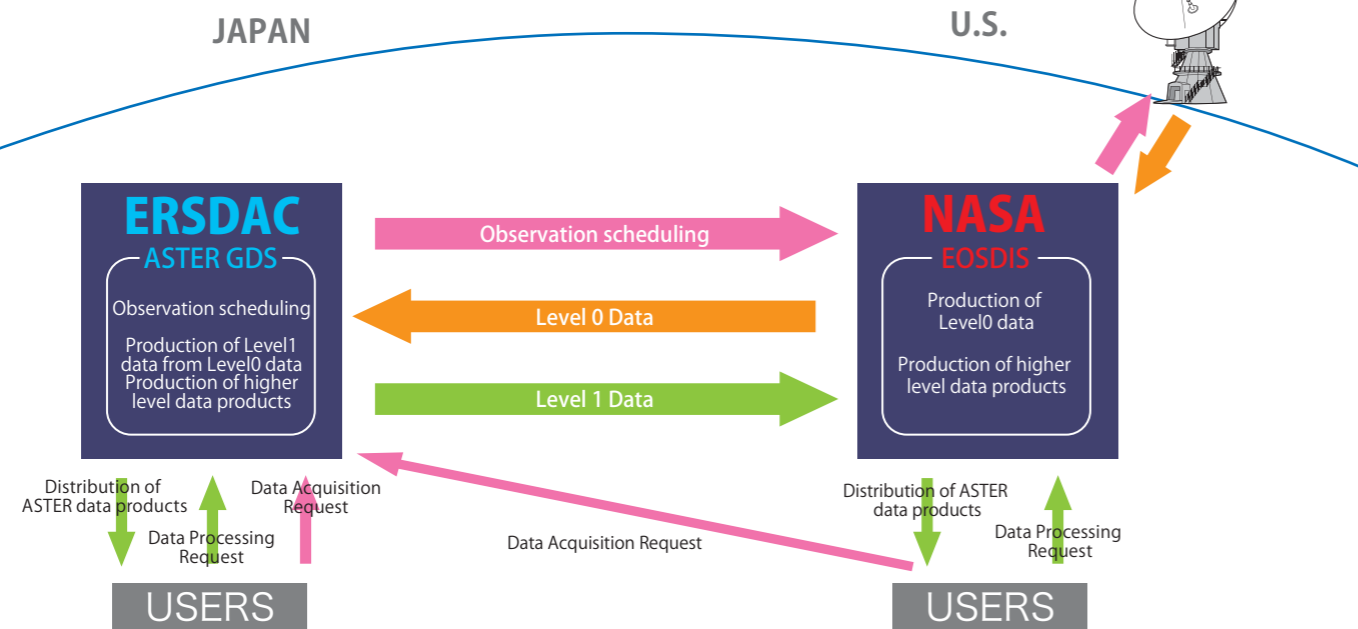 JAPAN
U.S.
ERSDAC
ASTER GDS
Observation scheduling
Production of Level1
data from Level0 data
Production of higher
level data products
Observation scheduling
Level 0 Data
Level 1 Data
NASA
EOSDIS
Production of
Level0 data
Production of higher
level data products
Distribution of
ASTER data products
Data Processing
Request
Data Acquisition
Request
Data Acquisition Request
Distribution of ASTER
data products
Data Processing
Request
USERS
USERS